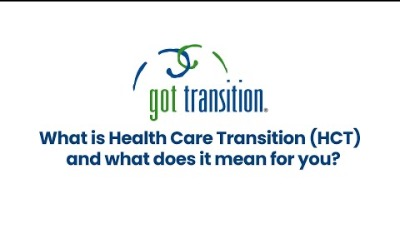 got transition®
What is Health Care Transition (HCT)
and what does it mean for you?